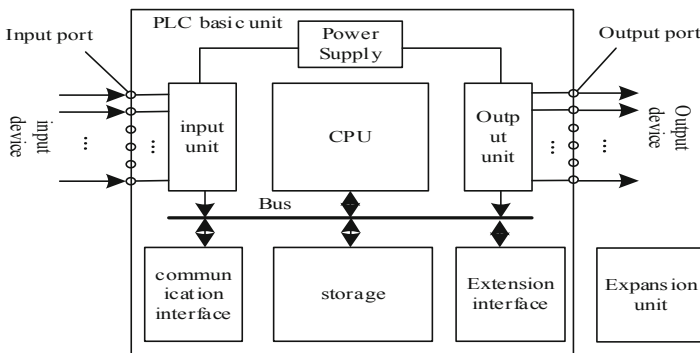 PLC basic unit
Input port
Power
Supply
Output port
input
device
...
...
input
unit
CPU
Outp
ut unit
...
...
Output
device
Bus
commun
ication
interface
storage
Extension
interface
Expansion
unit